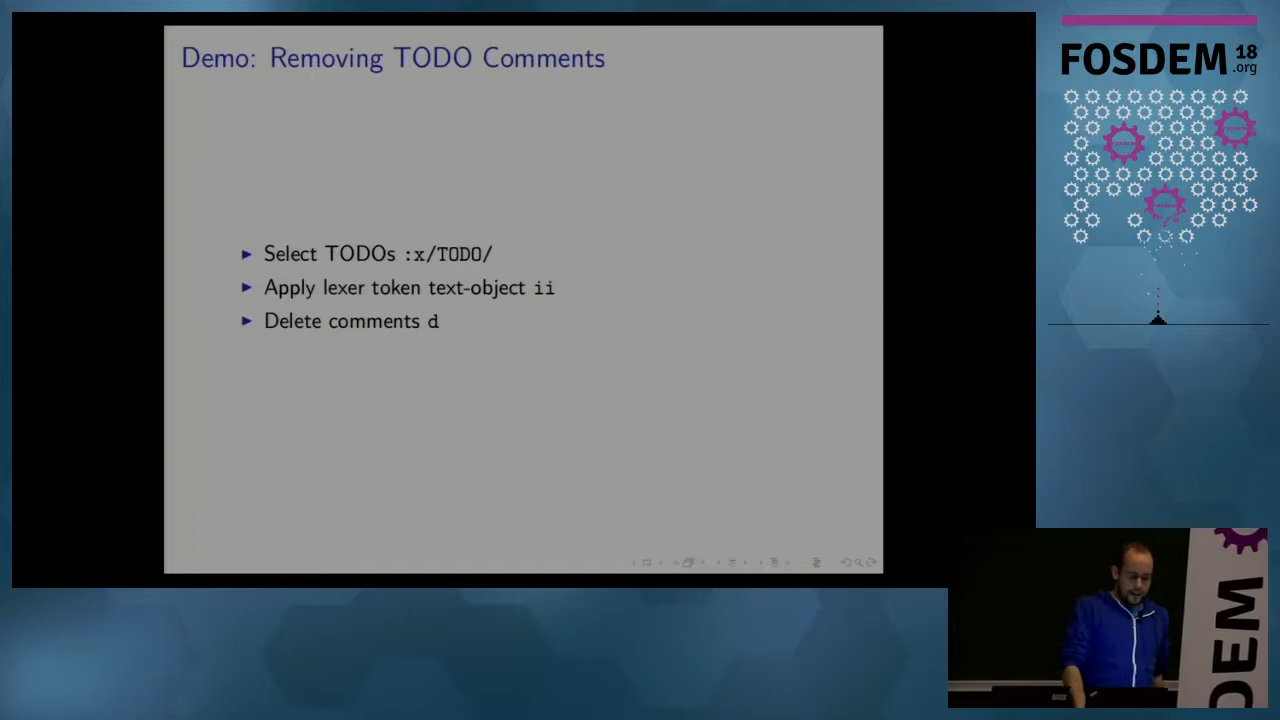 Demo: Removing TODO Comments
Select TODOs :x/TODO/
Apply lexer token text-object ii
Delete comments d
FOSDEM 18
.org
DEM